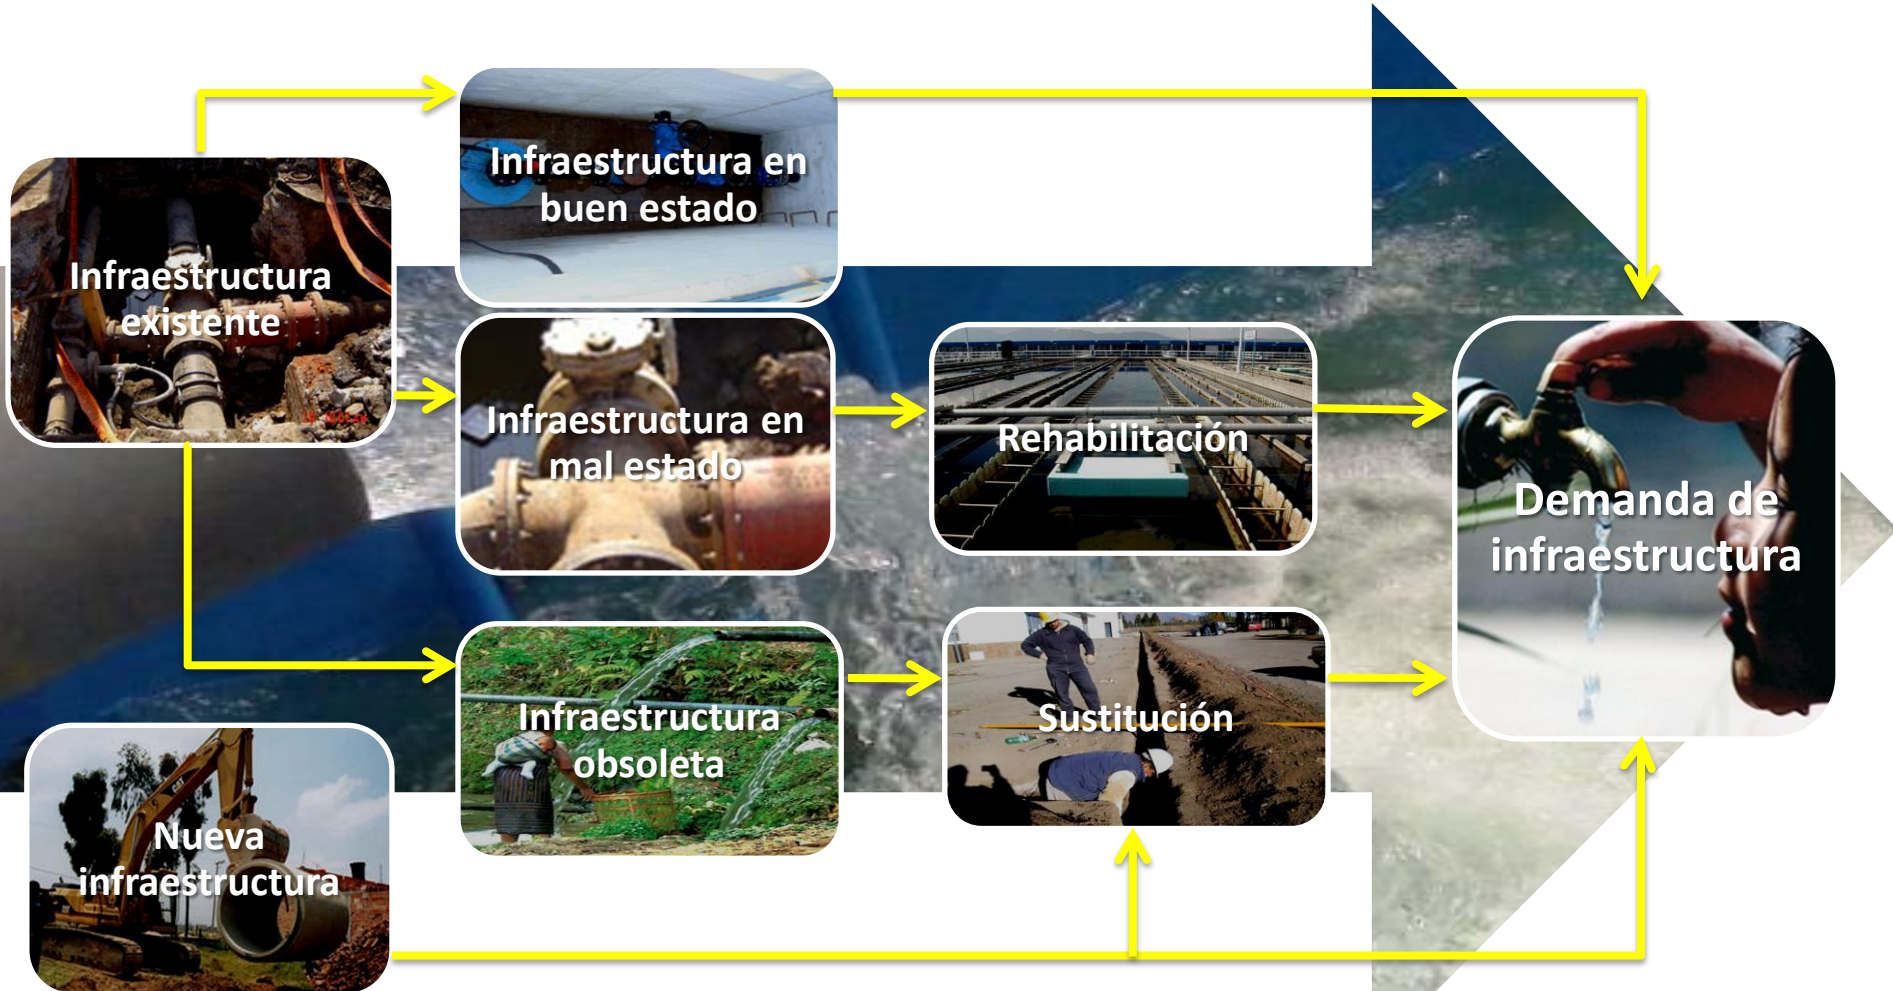 Infraestructura en
buen estado
Infraestructura
existente
Infraestructura en
mal estado
Rehabilitación
Demanda de
infraestructura
Infraestructura
obsoleta
Sustitución
Nueva
infraestructura